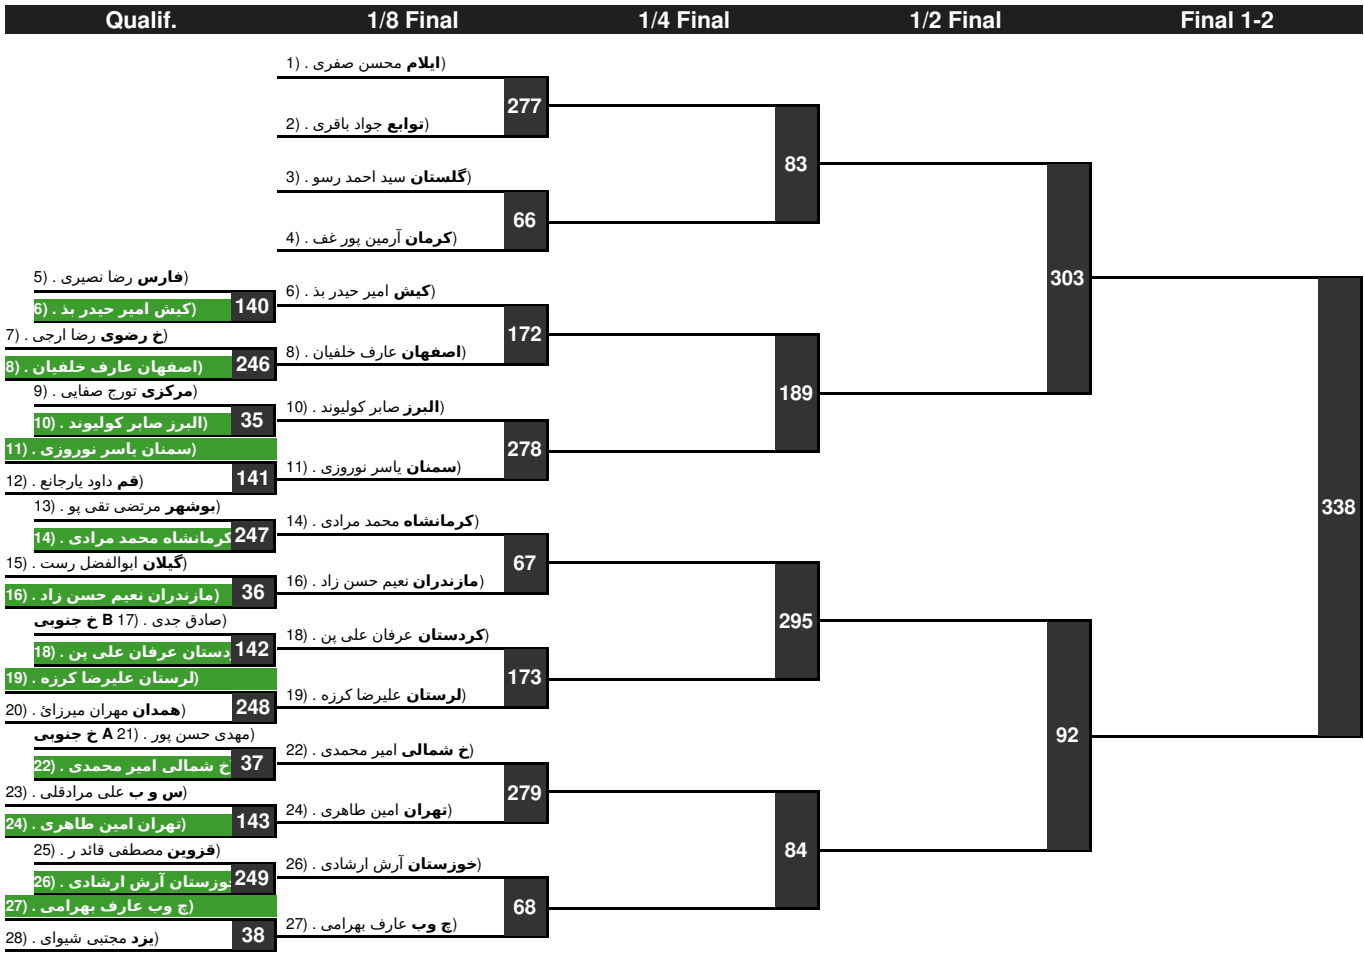 Qualif. 1/8 Final 1/4 Final 1/2 Final Final 1-2
1) . محسن صفری ایلام)
277
2) . جواد باقری توابع)
83
3) . سید احمد رسو گلستان)
66
4) . آرمین پور غف کرمان)
303
5) . رضا نصیری فارس)
140
6) . امیر حیدر بذ کیش)
7) . رضا ارجی خ رضوی)
246
8) . عارف خلفیان اصفهان)
6) . امیر حیدر بذ کیش)
172
8) . عارف خلفیان اصفهان)
189
9) . تورج صفایی مرکزی)
35
10) . صابر کولیوند البرز)
11) . یاسر نوروزی سمنان)
141
12) . داود یارجانع قم)
10) . صابر کولیوند البرز)
278
11) . یاسر نوروزی سمنان)
338
13) . مرتضی تقی پو بوشهر)
247
14) . محمد مرادی کرمانشاه
15) . ابوالفضل رست گیلان)
36
16) . نعیم حسن زاد مازندران)
14) . محمد مرادی کرمانشاه)
67
16) . نعیم حسن زاد مازندران)
295
17) . صادق جدی خ جنوبی B)
142
18) . عرفان علی پن ردستان
19) . علیرضا کرزه لرستان)
248
20) . مهران میرزائ همدان)
18) . عرفان علی پن کردستان)
173
19) . علیرضا کرزه لرستان)
92
21) . مهدی حسن پور خ جنوبی A)
37
22) . امیر محمدی خ شمالی)
23) . علی مرادقلی س و ب)
143
24) . امین طاهری تهران)
22) . امیر محمدی خ شمالی)
279
24) . امین طاهری تهران)
84
25) . مصطفی قائد ر قزوین)
249
26) . آرش ارشادی خوزستان
27) . عارف بهرامی چ وب)
38
28) . مجتبی شیوای یزد)
26) . آرش ارشادی خوزستان)
68
27) . عارف بهرامی چ وب)